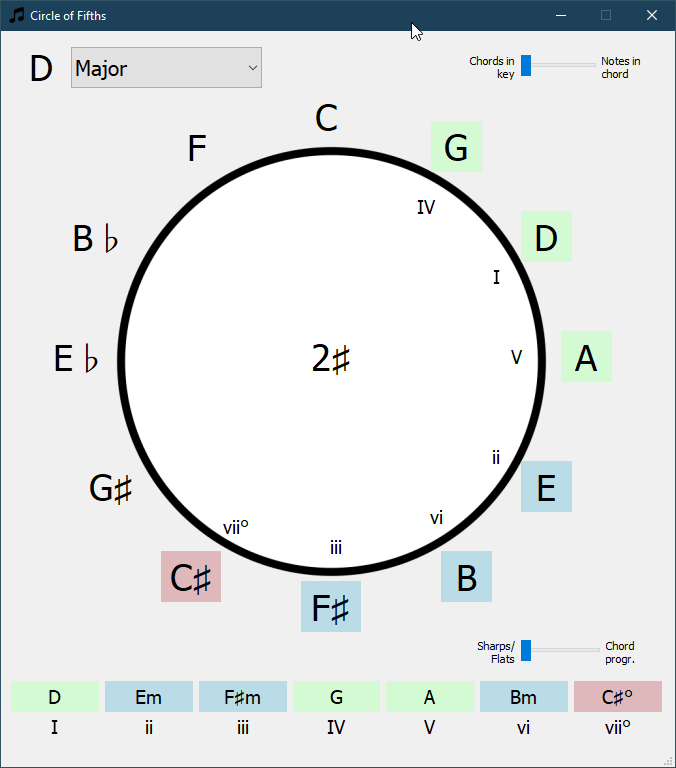 Circle of Fifths
D Major
Chords in key
Notes in chord
C
F
G
IV
B♭
D
I
E♭
2♯
V
A
ii
G♯
E
vii°
vi
iii
C♯
B
F♯
Sharps/ Flats
Chord progr.
D Em F♯m G A Bm C♯°
I ii iii IV V vi vii°